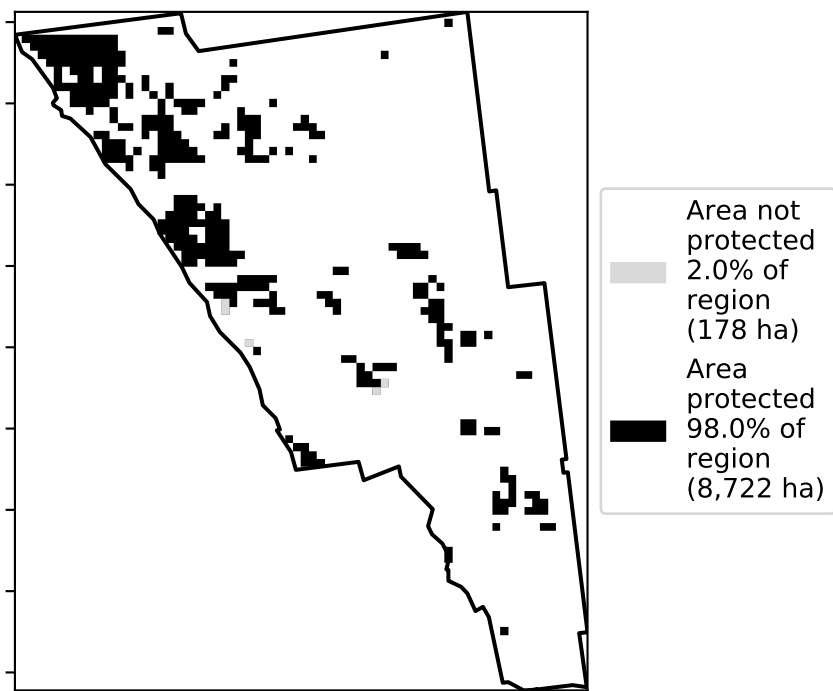 Area not
protected
2.0% of
region
(178 ha)
Area
protected
98.0% of
region
(8,722 ha)